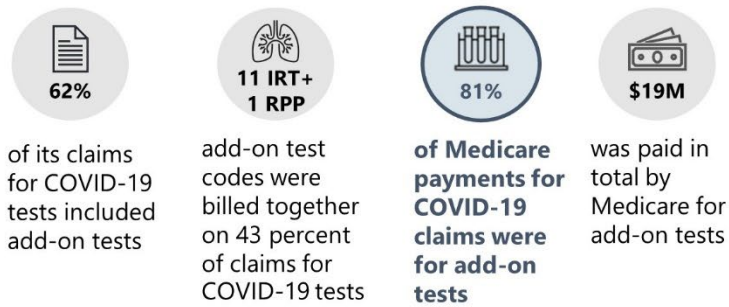 62%
of its claims
for COVID-19
tests included
add-on tests
11 IRT+
1 RPP
add-on test
codes were
billed together
on 43 percent
of claims for
COVID-19 tests
81%
of Medicare
payments for
COVID-19
claims were
for add-on
tests
$19M
was paid in
total by
Medicare for
add-on tests